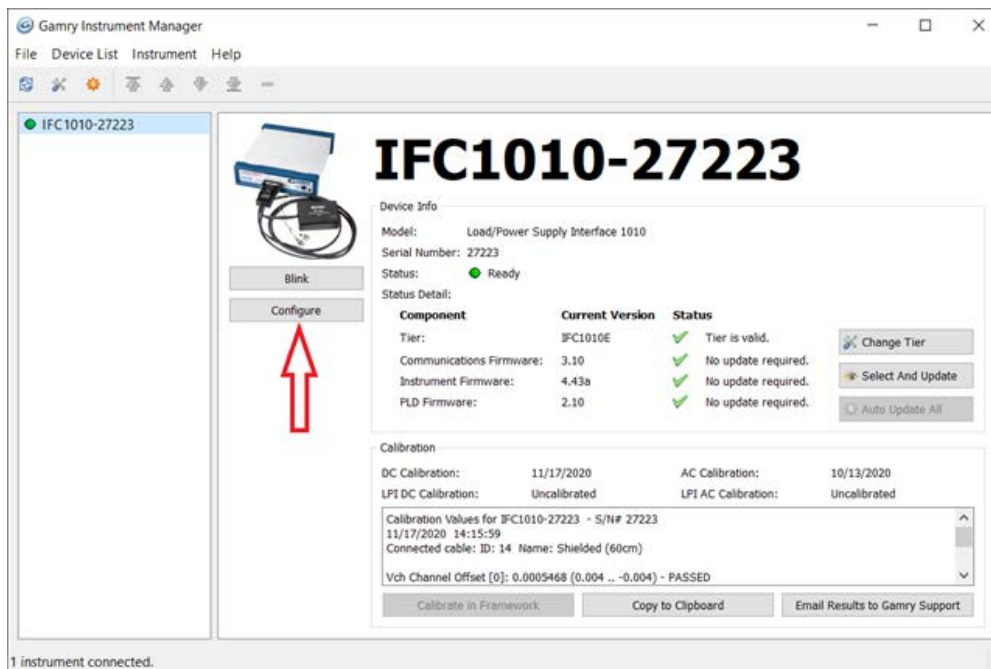 Gamry Instrument Manager
File Device List Instrument Help
IFC1010-27223
IFC1010-27223
Blink
Configure
Device Info
Model: Load/Power Supply Interface 1010
Serial Number: 27223
Status: Ready
Status Detail:
Component Current Version Status
Tier: IFC1010E Tier is valid.
Communications Firmware: 3.10 No update required.
Instrument Firmware: 4.43a No update required.
PLD Firmware: 2.10 No update required.
Change Tier
Select And Update
Auto Update All
Calibration
DC Calibration: 11/17/2020 AC Calibration: 10/13/2020
LPI DC Calibration: Uncalibrated LPI AC Calibration: Uncalibrated
Calibration Values for IFC1010-27223 - S/N# 27223
11/17/2020 14:15:59
Connected cable: ID: 14 Name: Shielded (60cm)
Vch Channel Offset [0]: 0.0005468 (0.004 .. -0.004) - PASSED
Calibrate in Framework Copy to Clipboard Email Results to Gamry Support
1 instrument connected.